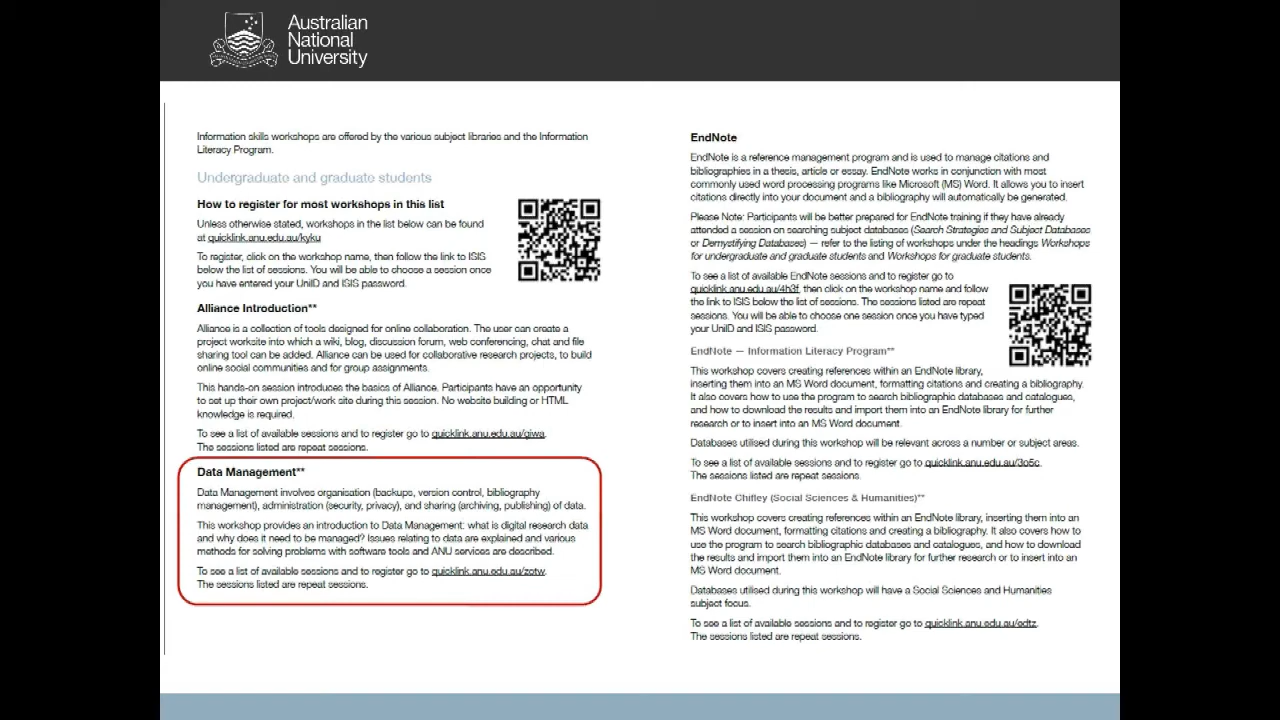 Australian
National
University
Information skills workshops are offered by the various subject libraries and the Information
Literacy Program.
Undergraduate and graduate students
How to register for most workshops in this list
Unless otherwise stated, workshops in the list below can be found
at quicklink.anu.edu.au/kyku
To register, click on the workshop name, then follow the link to ISIS
below the list of sessions. You will be able to choose a session once
you have entered your UniID and ISIS password.
Alliance Introduction**
Alliance is a collection of tools designed for online collaboration. The user can create a
project worksite into which a wiki, blog, discussion forum, web conferencing, chat and file
sharing tool can be added. Alliance can be used for collaborative research projects, to build
online social communities and for group assignments.
This hands-on session introduces the basics of Alliance. Participants have an opportunity
to set up their own project/work site during this session. No website building or HTML
knowledge is required.
To see a list of available sessions and to register go to quicklink.anu.edu.au/giwa.
The sessions listed are repeat sessions.
Data Management**
Data Management involves organisation (backups, version control, bibliography
management), administration (security, privacy), and sharing (archiving, publishing) of data.
This workshop provides an introduction to Data Management: what is digital research data
and why does it need to be managed? Issues relating to data are explained and various
methods for solving problems with software tools and ANU services are described.
To see a list of available sessions and to register go to quicklink.anu.edu.au/zotw.
The sessions listed are repeat sessions.
EndNote
EndNote is a reference management program and is used to manage citations and
bibliographies in a thesis, article or essay. EndNote works in conjunction with most
commonly used word processing programs like Microsoft (MS) Word. It allows you to insert
citations directly into your document and a bibliography will automatically be generated.
Please Note: Participants will be better prepared for EndNote training if they have already
attended a session on searching subject databases (Search Strategies and Subject Databases
or Demystifying Databases) — refer to the listing of workshops under the headings Workshops
for undergraduate and graduate students and Workshops for graduate students.
To see a list of available EndNote sessions and to register go to
quicklink.anu.edu.au/4h3f, then click on the workshop name and follow
the link to ISIS below the list of sessions. The sessions listed are repeat
sessions. You will be able to choose one session once you have typed
your UniID and ISIS password.
EndNote — Information Literacy Program**
This workshop covers creating references within an EndNote library,
inserting them into an MS Word document, formatting citations and creating a bibliography.
It also covers how to use the program to search bibliographic databases and catalogues,
and how to download the results and import them into an EndNote library for further
research or to insert into an MS Word document.
Databases utilised during this workshop will be relevant across a number or subject areas.
To see a list of available sessions and to register go to quicklink.anu.edu.au/3o5c.
The sessions listed are repeat sessions.
EndNote Chifley (Social Sciences & Humanities)**
This workshop covers creating references within an EndNote library, inserting them into an
MS Word document, formatting citations and creating a bibliography. It also covers how to
use the program to search bibliographic databases and catalogues, and how to download
the results and import them into an EndNote library for further research or to insert into an
MS Word document.
Databases utilised during this workshop will have a Social Sciences and Humanities
subject focus.
To see a list of available sessions and to register go to quicklink.anu.edu.au/edtz.
The sessions listed are repeat sessions.